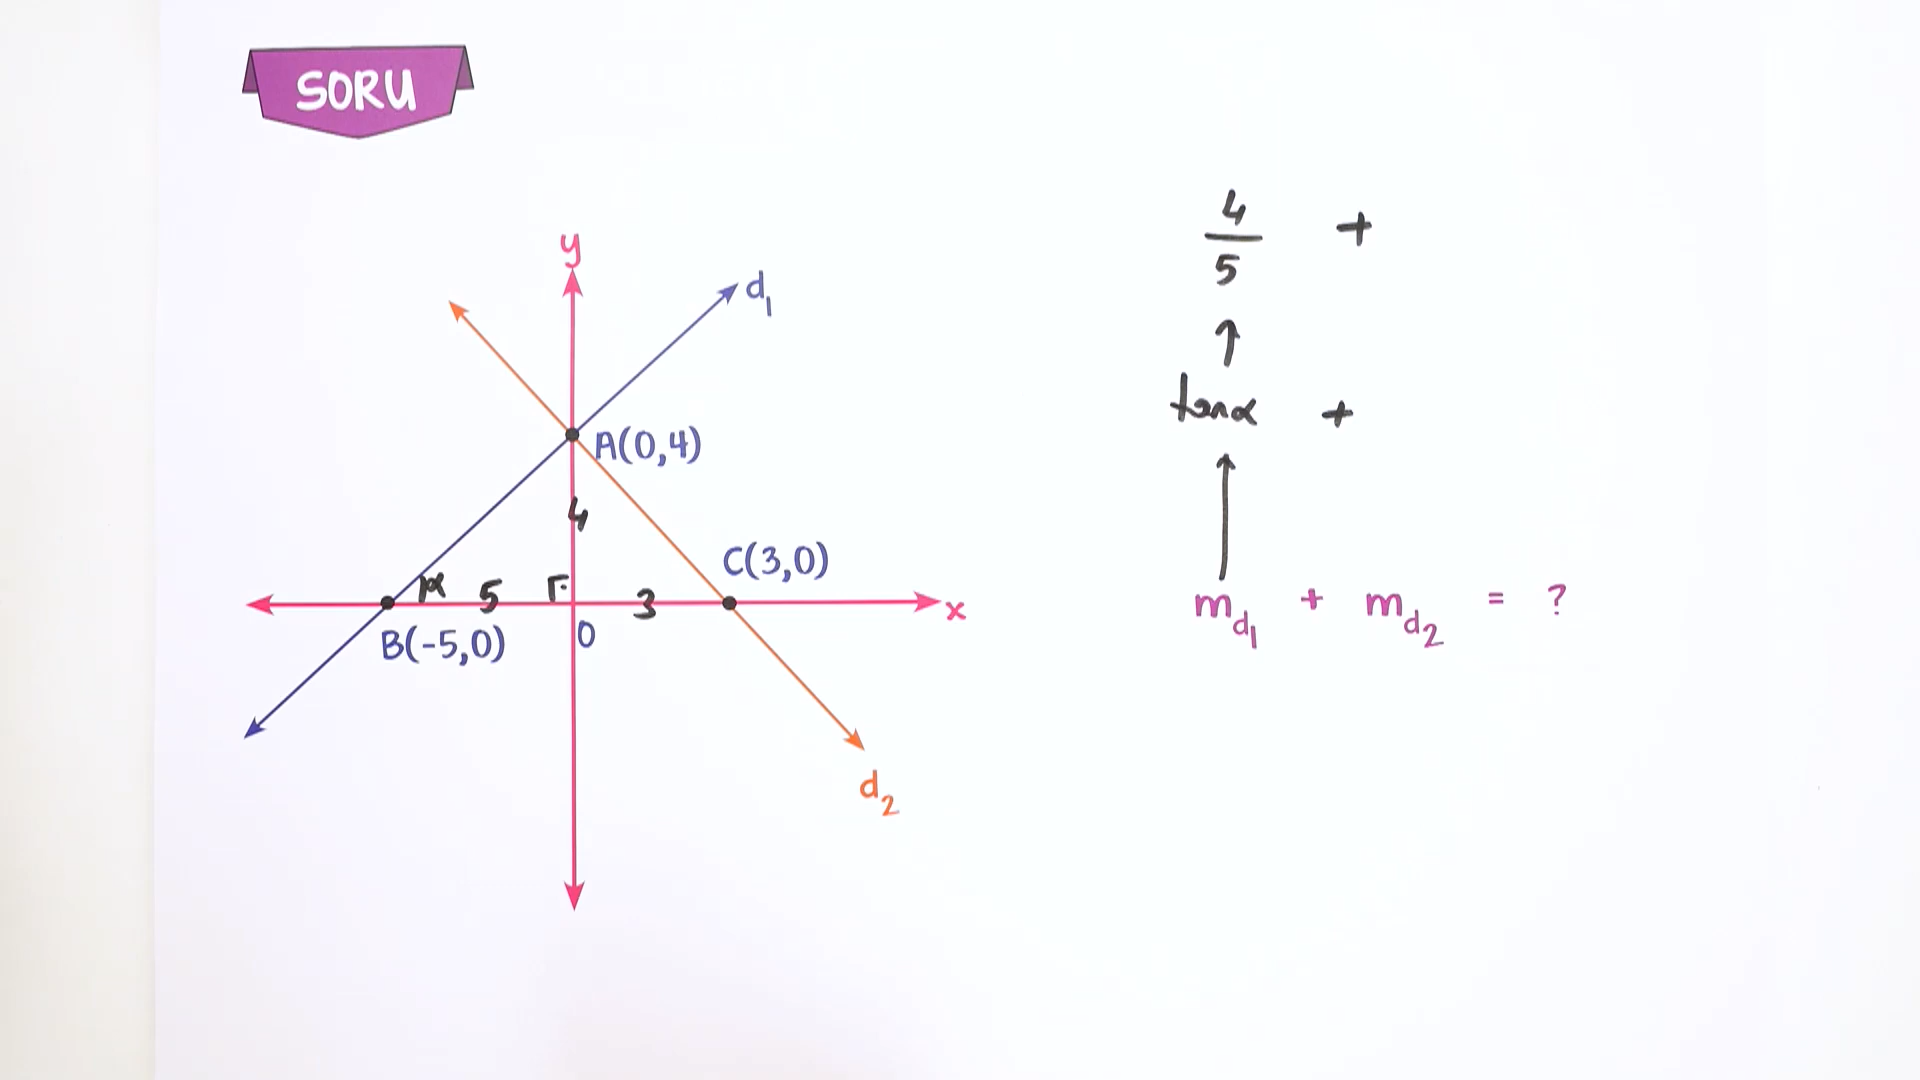 SORU
y
d1
A(0,4)
4
C(3,0)
α 5 3
x
B(-5,0) 0
d2
4/5 +
↑
tanα +
↑
md1 + md2 = ?